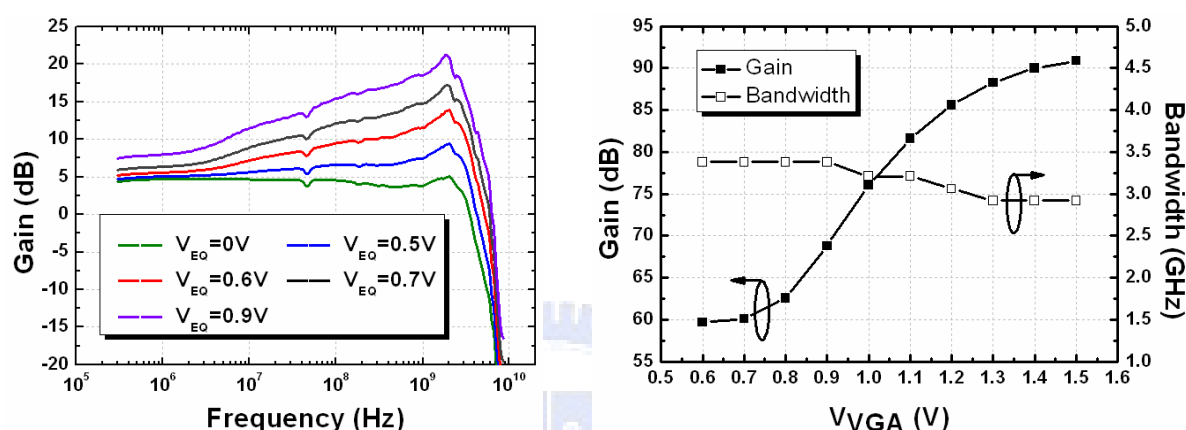 25
20
15
10
5
0
-5
-10
-15
-20
Gain (dB)
V_EQ=0V
V_EQ=0.5V
V_EQ=0.6V
V_EQ=0.7V
V_EQ=0.9V
10^5 10^6 10^7 10^8 10^9 10^10
Frequency (Hz)
95
90
85
80
75
70
65
60
55
Gain (dB)
Gain
Bandwidth
5.0
4.5
4.0
3.5
3.0
2.5
2.0
1.5
1.0
Bandwidth (GHz)
0.5 0.6 0.7 0.8 0.9 1.0 1.1 1.2 1.3 1.4 1.5 1.6
V_VGA (V)